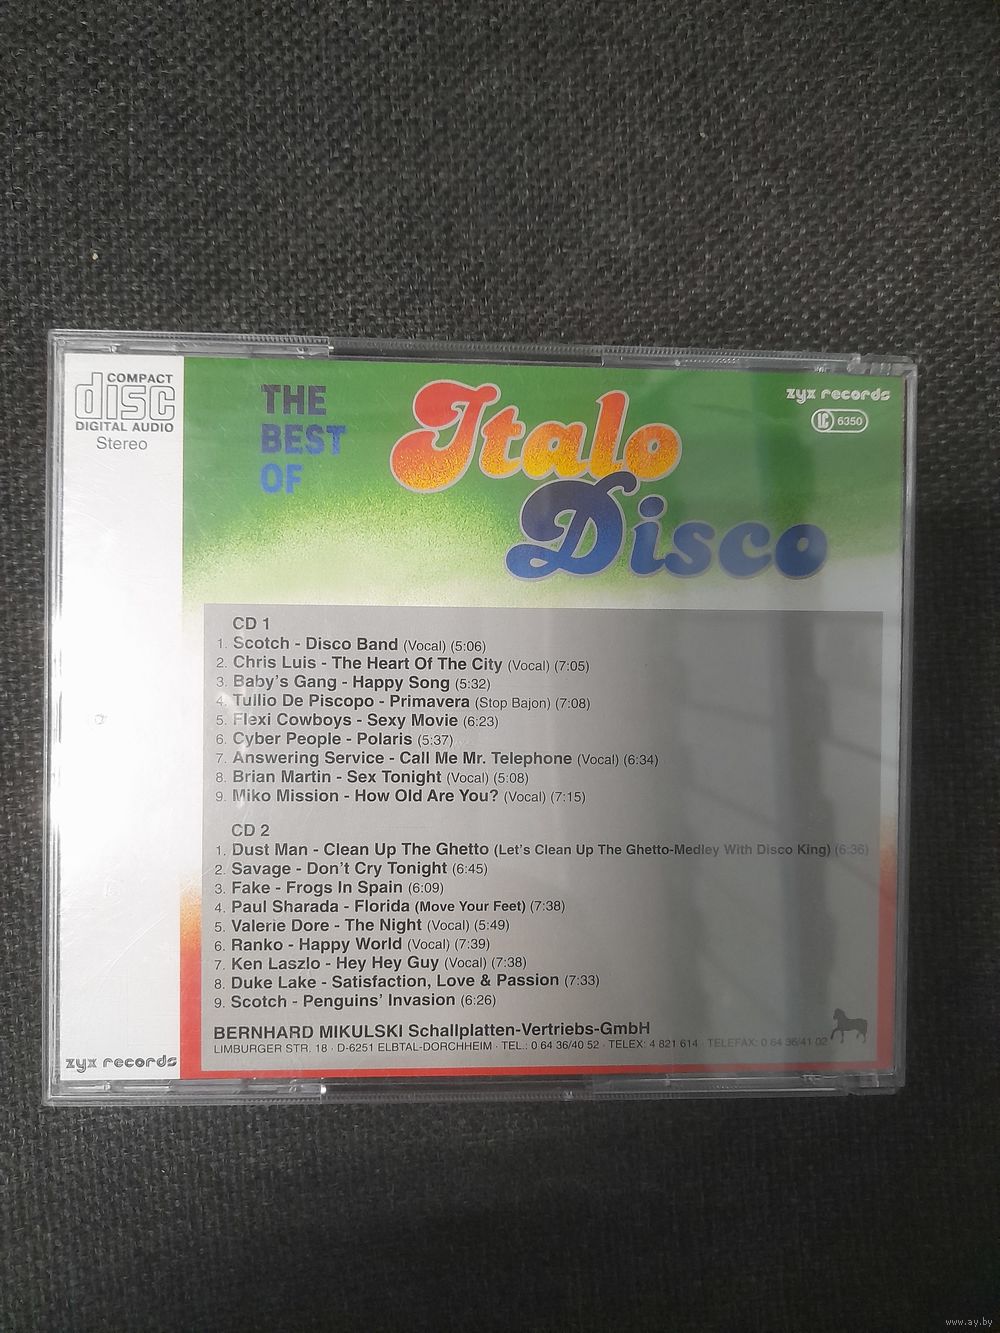 COMPACT
disc
DIGITAL AUDIO
Stereo
THE
BEST
OF
Italo
Disco
zyx records
LC 6350
CD 1
1. Scotch - Disco Band (Vocal) (5:06)
2. Chris Luis - The Heart Of The City (Vocal) (7:05)
3. Baby's Gang - Happy Song (5:32)
4. Tullio De Piscopo - Primavera (Stop Bajon) (7:08)
5. Flexi Cowboys - Sexy Movie (6:23)
6. Cyber People - Polaris (5:37)
7. Answering Service - Call Me Mr. Telephone (Vocal) (6:34)
8. Brian Martin - Sex Tonight (Vocal) (5:08)
9. Miko Mission - How Old Are You? (Vocal) (7:15)
CD 2
1. Dust Man - Clean Up The Ghetto (Let's Clean Up The Ghetto-Medley With Disco King) (6:36)
2. Savage - Don't Cry Tonight (6:45)
3. Fake - Frogs In Spain (6:09)
4. Paul Sharada - Florida (Move Your Feet) (7:38)
5. Valerie Dore - The Night (Vocal) (5:49)
6. Ranko - Happy World (Vocal) (7:39)
7. Ken Laszlo - Hey Hey Guy (Vocal) (7:38)
8. Duke Lake - Satisfaction, Love & Passion (7:33)
9. Scotch - Penguins' Invasion (6:26)
BERNHARD MIKULSKI Schallplatten-Vertriebs-GmbH
LIMBURGER STR. 18 · D-6251 ELBTAL-DORCHHEIM · TEL.: 0 64 36/40 52 · TELEX: 4 821 614 · TELEFAX: 0 64 36/41 02
zyx records
www.ay.by